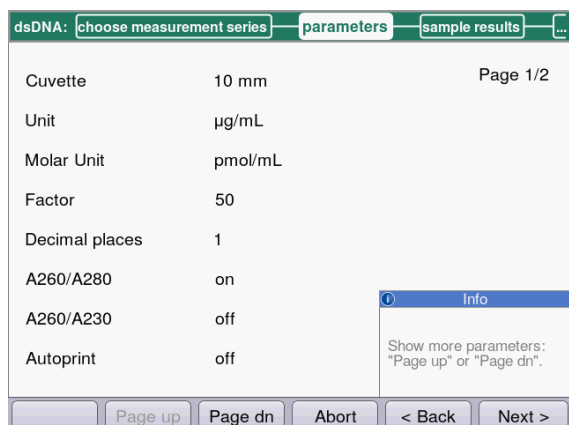 dsDNA: choose measurement series parameters sample results ...
Page 1/2
Cuvette 10 mm
Unit µg/mL
Molar Unit pmol/mL
Factor 50
Decimal places 1
A260/A280 on
A260/A230 off
Autoprint off
Info
Show more parameters:
"Page up" or "Page dn".
Page up Page dn Abort < Back Next >